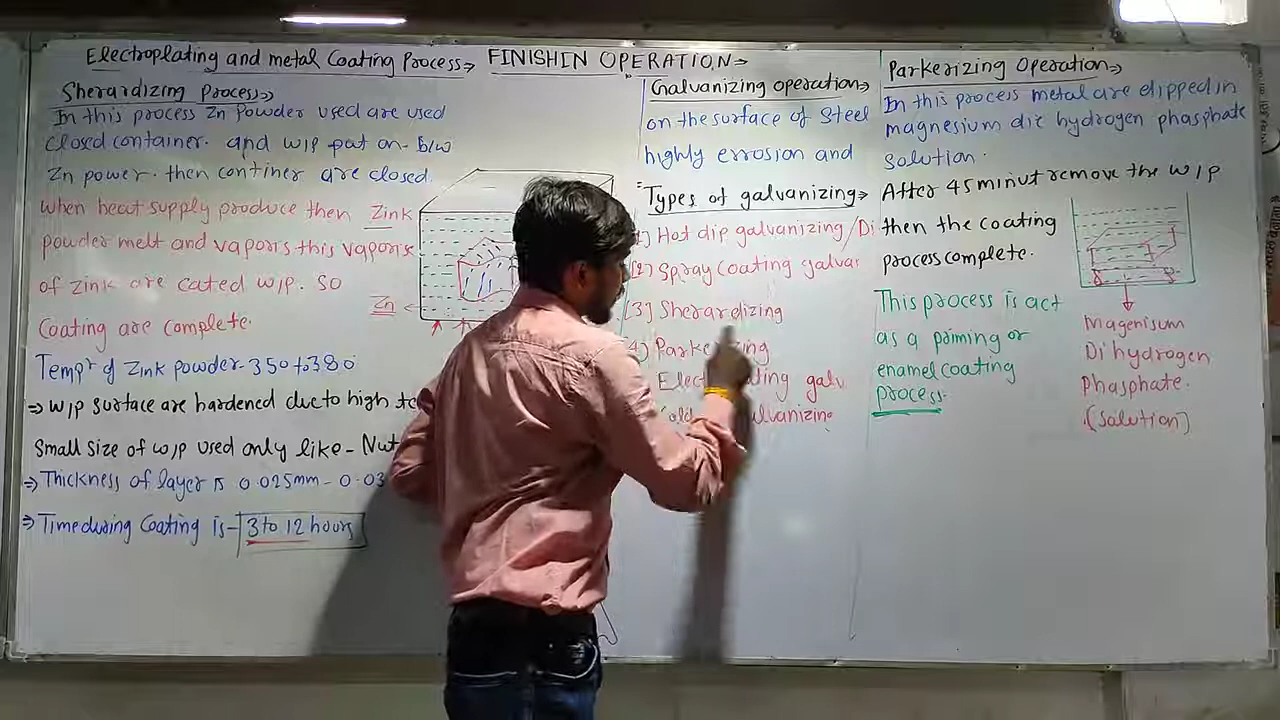 Electroplating and metal Coating Process⇒ FINISHIN OPERATION⇒
Sherardizing Process⇒
In this process Zn Powder used are used
closed container. and w/p put on b/w
Zn power. then continer are closed.
when heat supply produce then Zink
powder melt and vapors this vaporise
of zink are cated w/p. so
Coating are complete.
Zn
Tempr of Zink powder - 350 to 380
⇒ w/p surface are hardened due to high
Small size of w/p used only like - Nut
⇒ Thickness of layer is 0.025mm - 0.03
⇒ Time during Coating is - 3 to 12 hours
Galvanizing operation⇒
on the surface of Steel
highly errosion and
Types of galvanizing⇒
Hot dip galvanizing / Di
[2] Spray Coating galvar
[3] Sherardizing
galv
Parkerizing Operation⇒
In this process metal are dipped in
magnesium die hydrogen phasphate
solution.
After 45 minut remove the w/p
then the coating
process complete.
This process is act
as a priming or
enamel coating
process.
Magenisum
Di hydrogen
phasphate.
(solution)